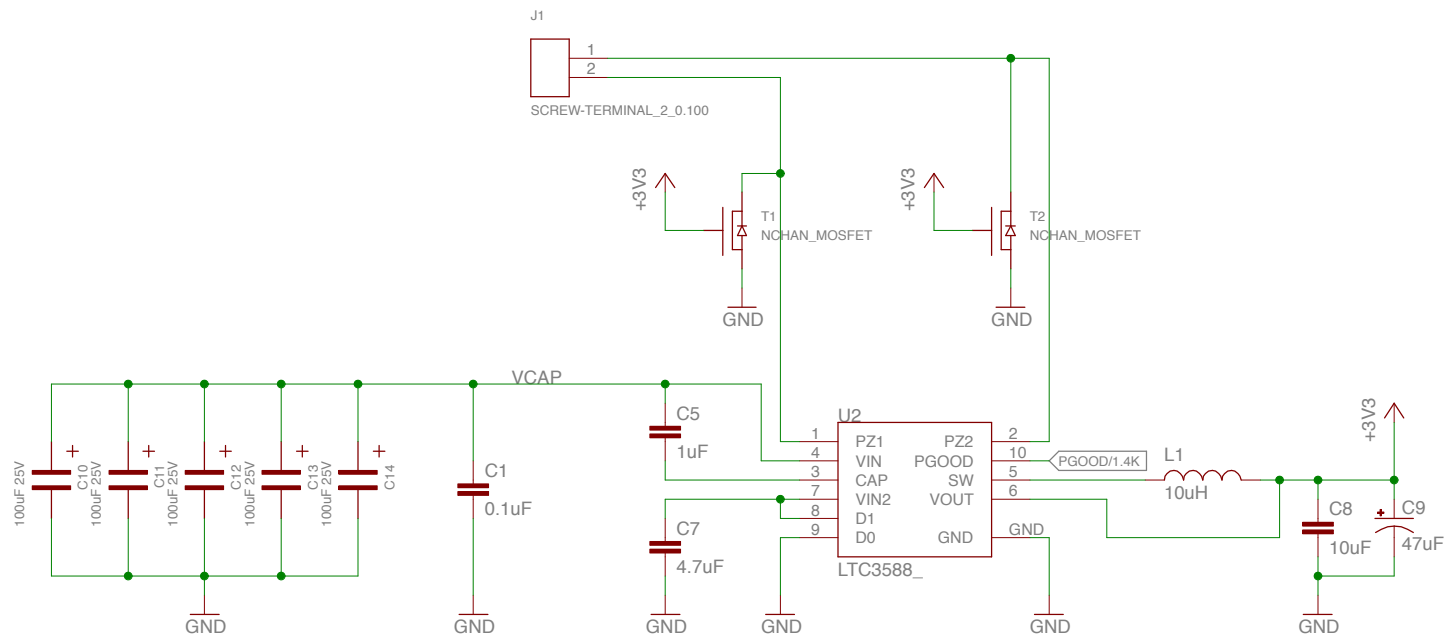 J1
1
2
SCREW-TERMINAL_2_0.100
+3V3
T1
NCHAN_MOSFET
GND
+3V3
T2
NCHAN_MOSFET
GND
VCAP
100uF 25V
C10
100uF 25V
C11
100uF 25V
C12
100uF 25V
C13
100uF 25V
C14
GND
C1
0.1uF
GND
C5
1uF
C7
4.7uF
GND
GND
U2
1 PZ1 PZ2 2
4 VIN PGOOD 10
3 CAP SW 5
7 VIN2 VOUT 6
8 D1
9 D0 GND GND
LTC3588_
PGOOD/1.4K
GND
L1
10uH
+3V3
C8
10uF
C9
47uF
GND